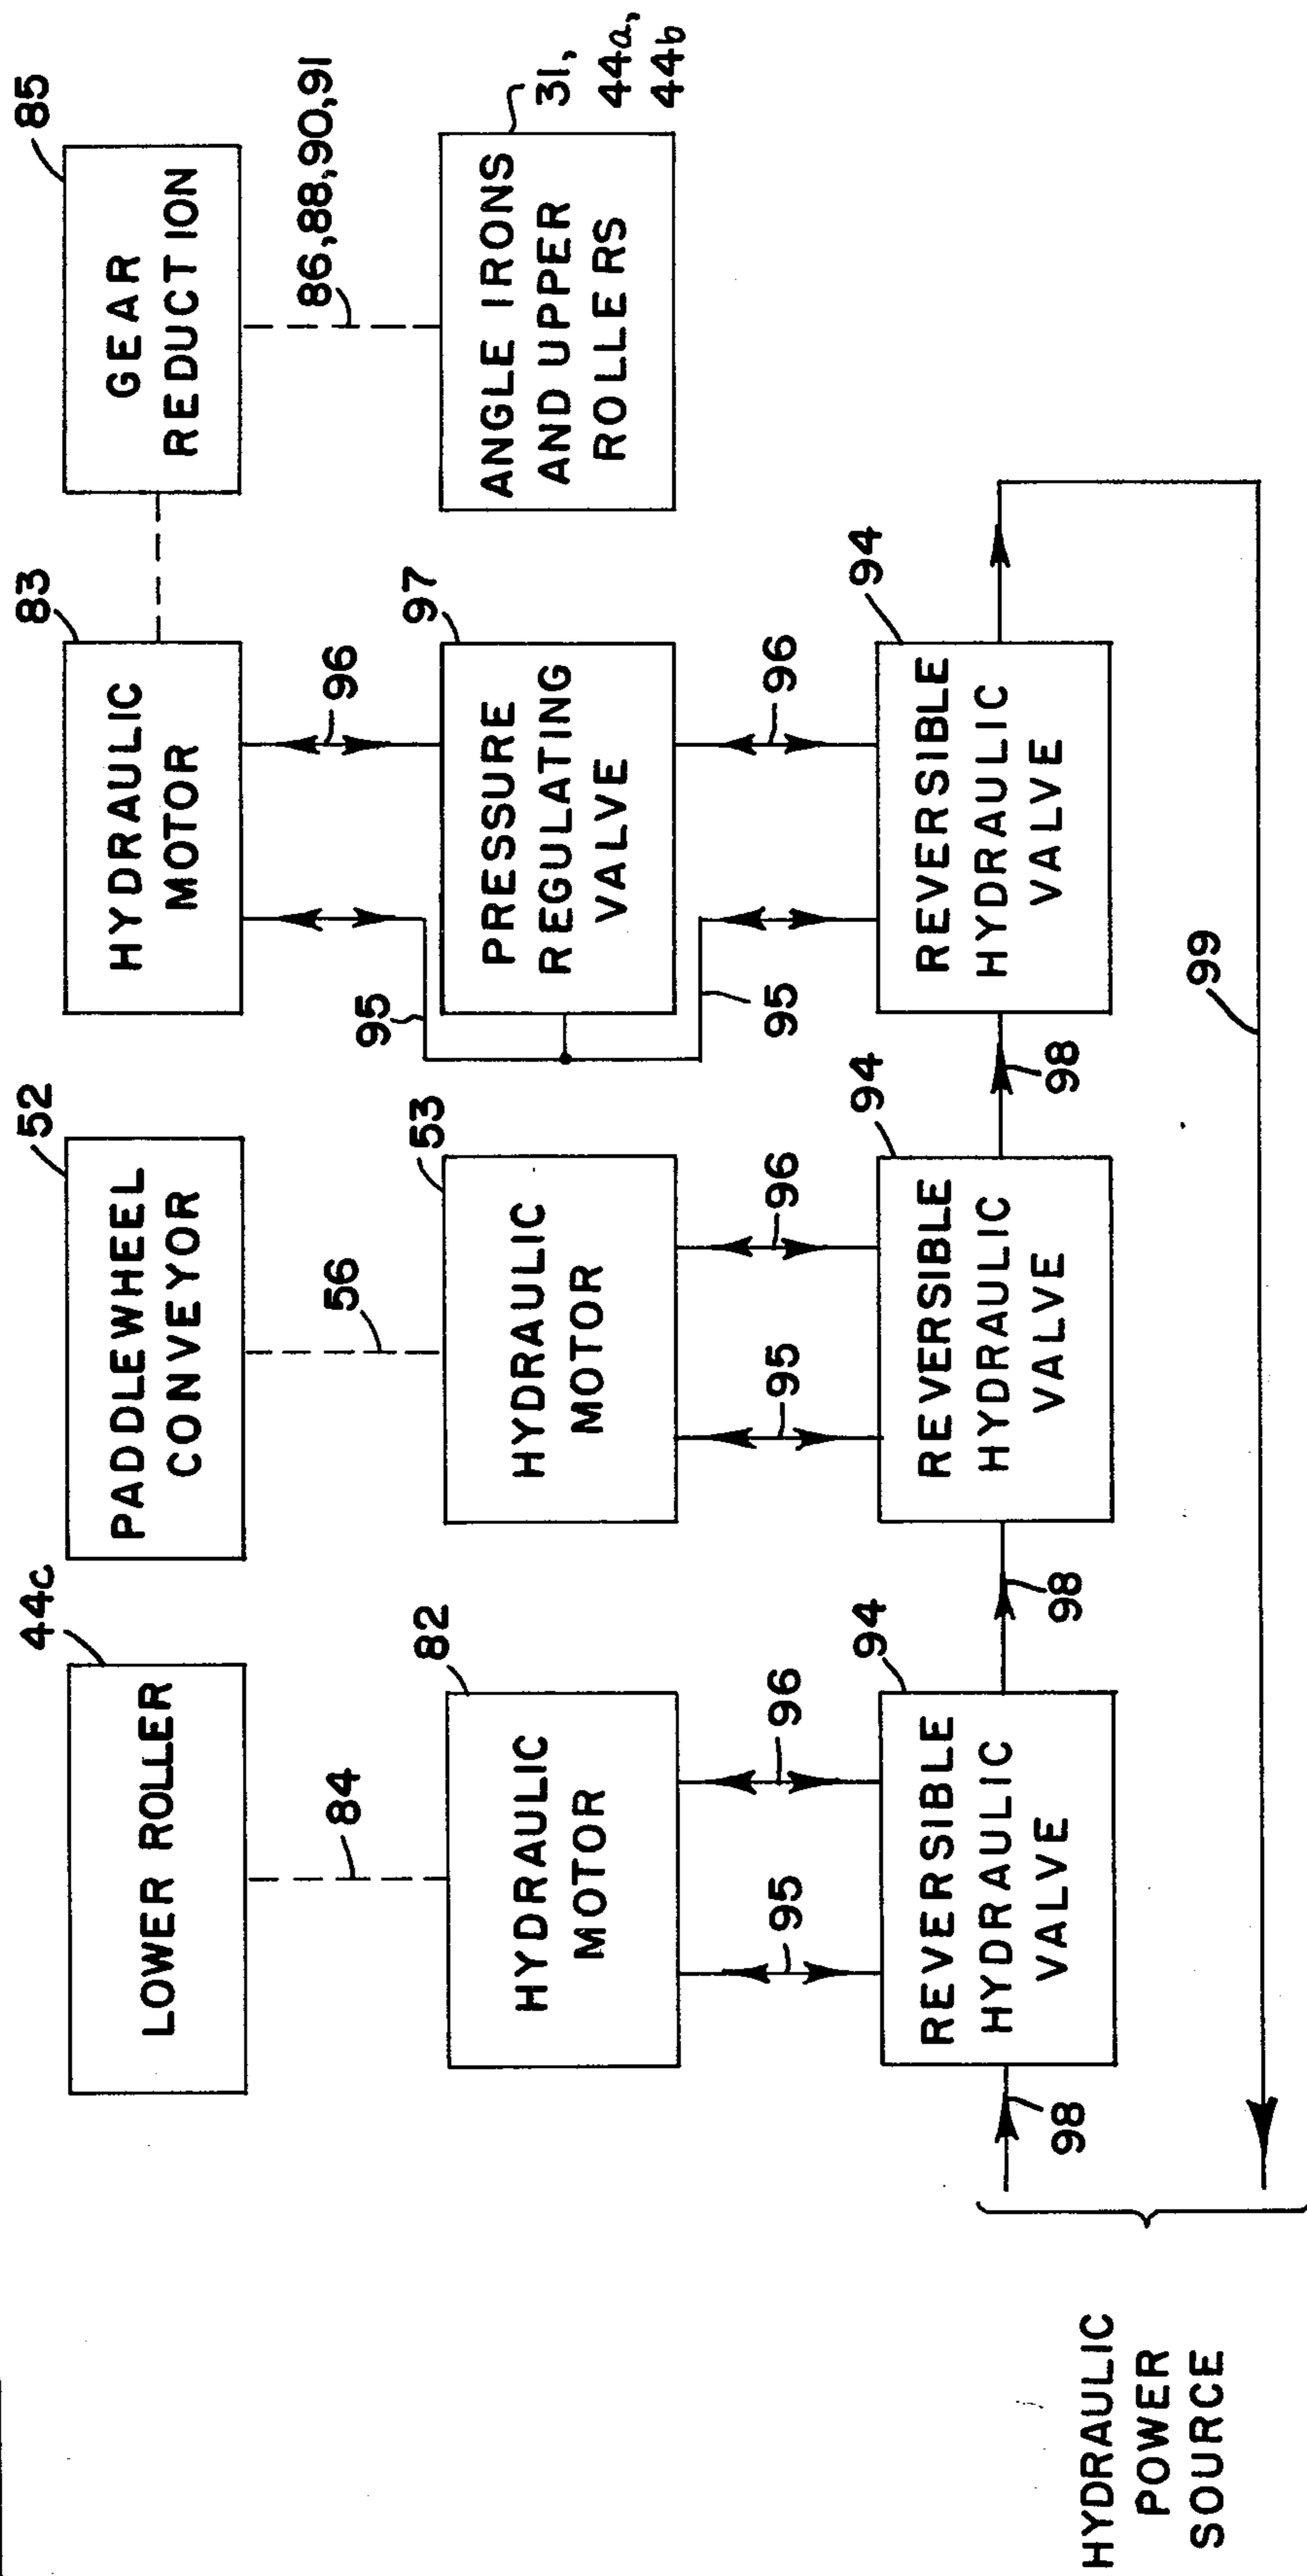 44c
LOWER ROLLER
84
82
HYDRAULIC
MOTOR
95
96
94
REVERSIBLE
HYDRAULIC
VALVE
98
98
52
PADDLEWHEEL
CONVEYOR
56
53
HYDRAULIC
MOTOR
95
96
94
REVERSIBLE
HYDRAULIC
VALVE
98
83
HYDRAULIC
MOTOR
96
95
97
PRESSURE
REGULATING
VALVE
95
96
94
REVERSIBLE
HYDRAULIC
VALVE
85
GEAR
REDUCTION
86,88,90,91
31,
44a,
44b
ANGLE IRONS
AND UPPER
ROLLERS
99
HYDRAULIC
POWER
SOURCE